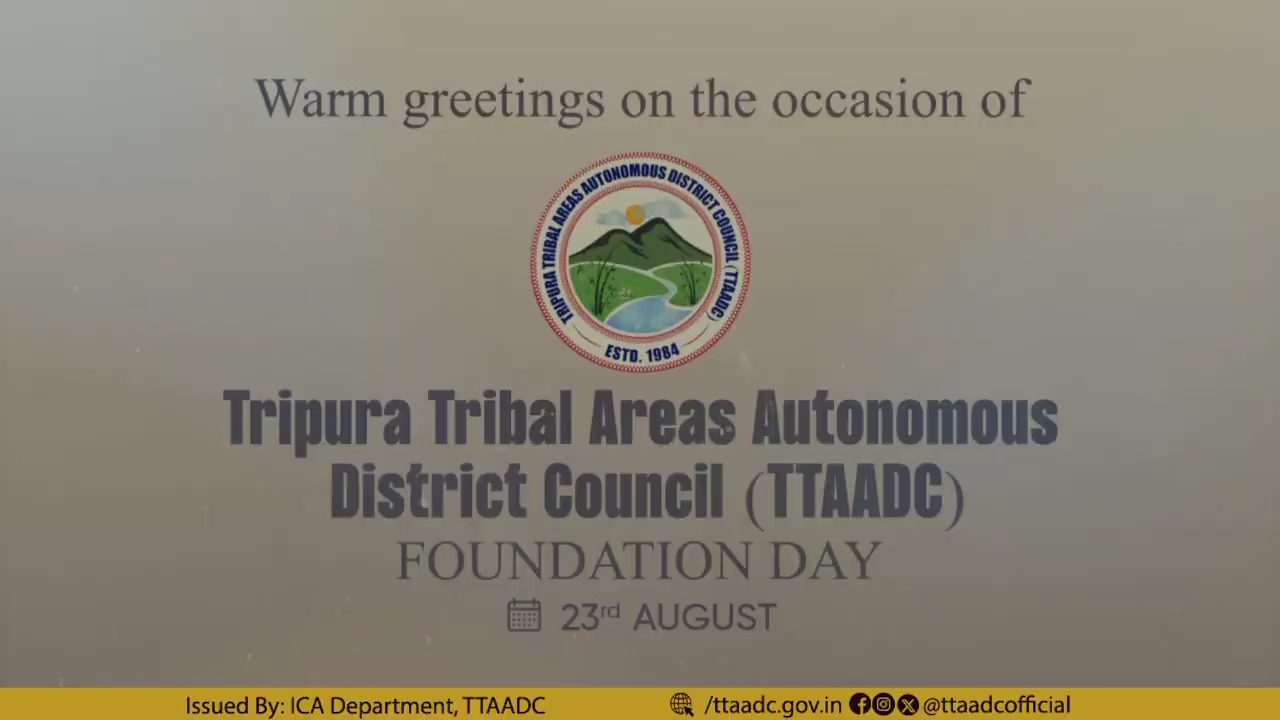 Warm greetings on the occasion of
TRIPURA TRIBAL AREAS AUTONOMOUS DISTRICT COUNCIL (TTAADC)
ESTD. 1984
Tripura Tribal Areas Autonomous
District Council (TTAADC)
FOUNDATION DAY
23rd AUGUST
Issued By: ICA Department, TTAADC /ttaadc.gov.in @ttaadcofficial